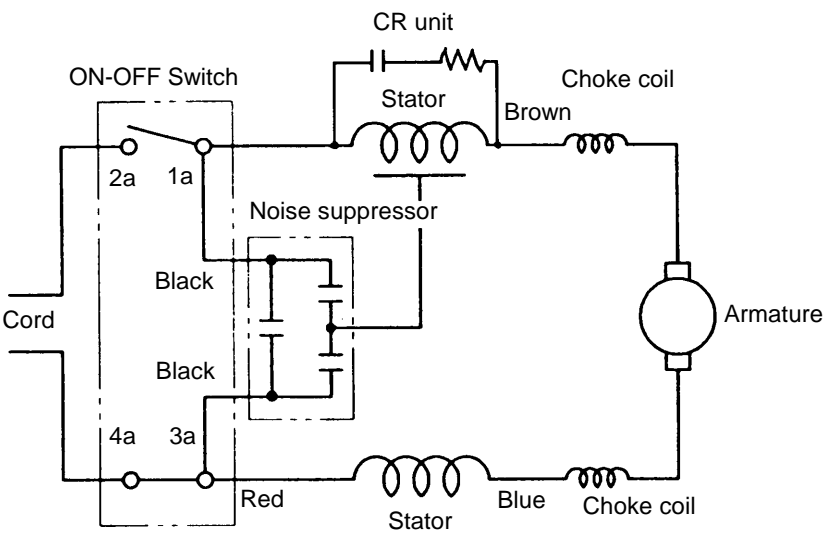 CR unit
ON-OFF Switch
Choke coil
Stator
Brown
2a
1a
Noise suppressor
Black
Cord
Armature
Black
4a
3a
Red
Blue
Choke coil
Stator